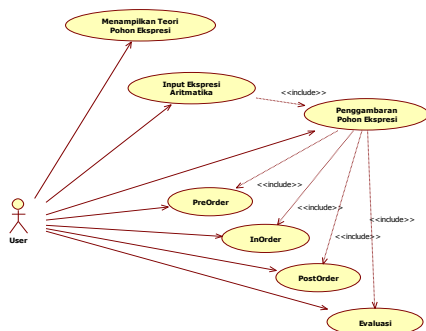 Menampilkan Teori
Pohon Ekspresi
Input Ekspresi
Aritmatika
<<include>>
Penggambaran
Pohon Ekspresi
<<include>>
PreOrder
<<include>>
<<include>>
User
InOrder
<<include>>
PostOrder
Evaluasi